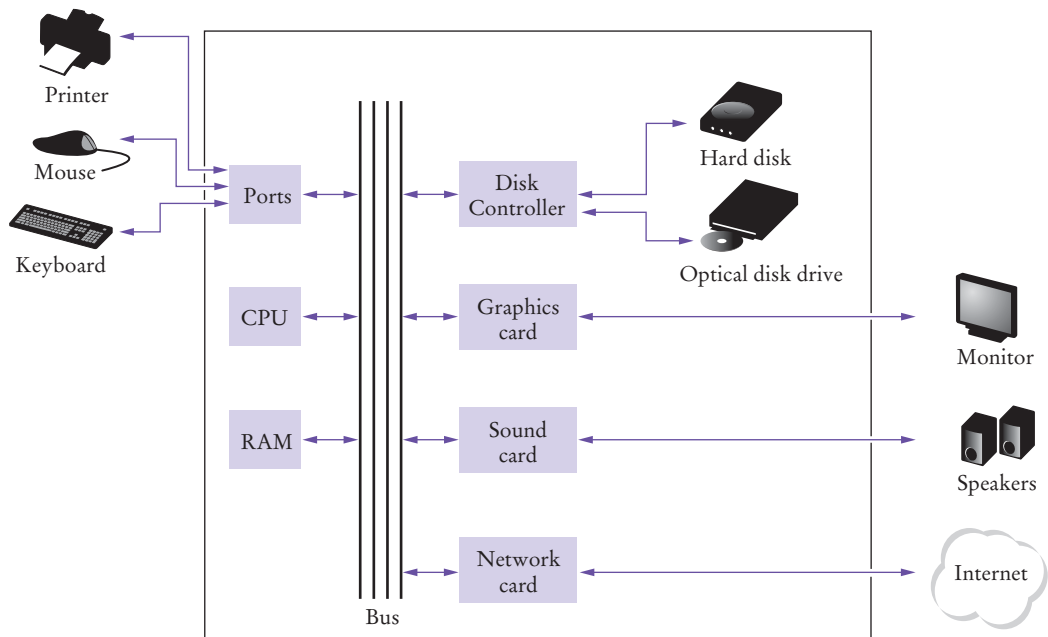 Printer
Mouse
Keyboard
Ports
CPU
RAM
Bus
Disk
Controller
Hard disk
Optical disk drive
Graphics
card
Monitor
Sound
card
Speakers
Network
card
Internet